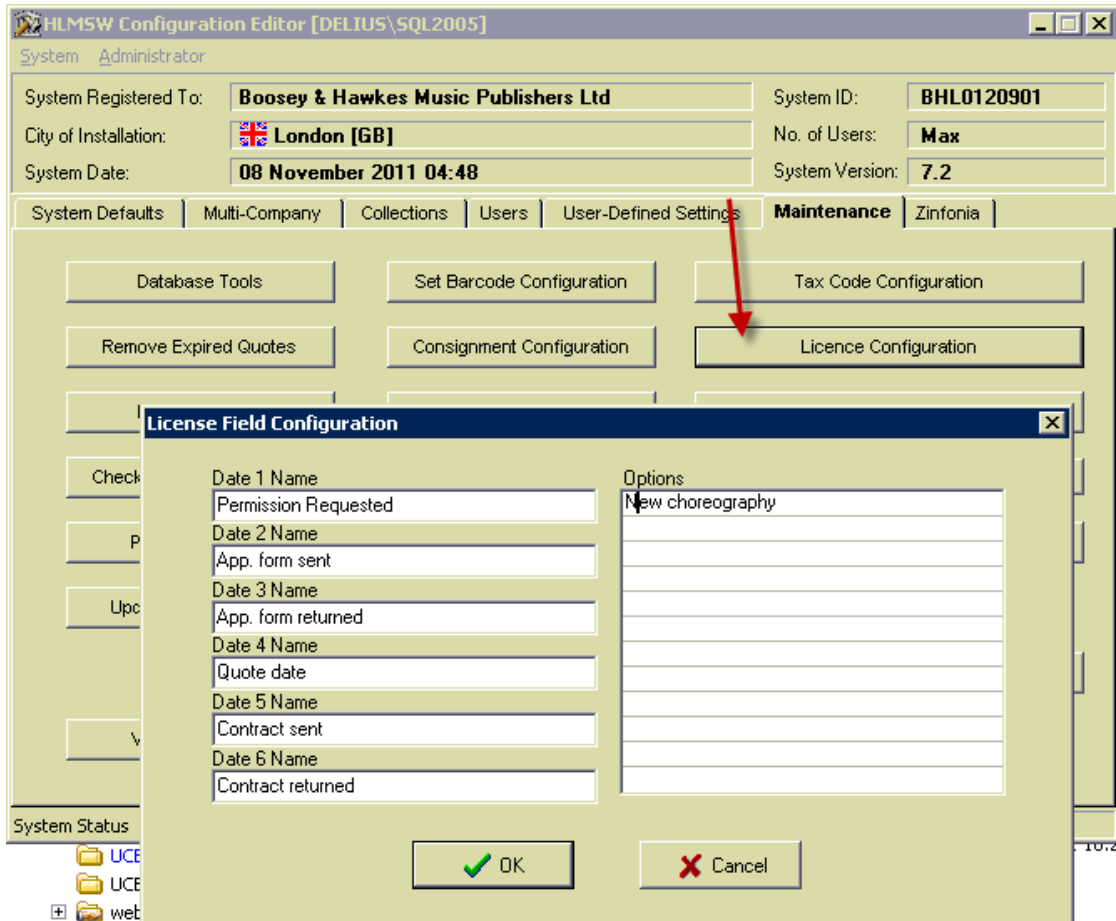 HLMSW Configuration Editor [DELIUS\SQL2005]
System Administrator
System Registered To: Boosey & Hawkes Music Publishers Ltd System ID: BHL0120901
City of Installation: London [GB] No. of Users: Max
System Date: 08 November 2011 04:48 System Version: 7.2
System Defaults Multi-Company Collections Users User-Defined Settings Maintenance Zinfonia
Database Tools Set Barcode Configuration Tax Code Configuration
Remove Expired Quotes Consignment Configuration Licence Configuration
License Field Configuration
Check
P
Upd
V
Date 1 Name Options
Permission Requested New choreography
Date 2 Name
App. form sent
Date 3 Name
App. form returned
Date 4 Name
Quote date
Date 5 Name
Contract sent
Date 6 Name
Contract returned
System Status
OK Cancel
UCE
UCE
web